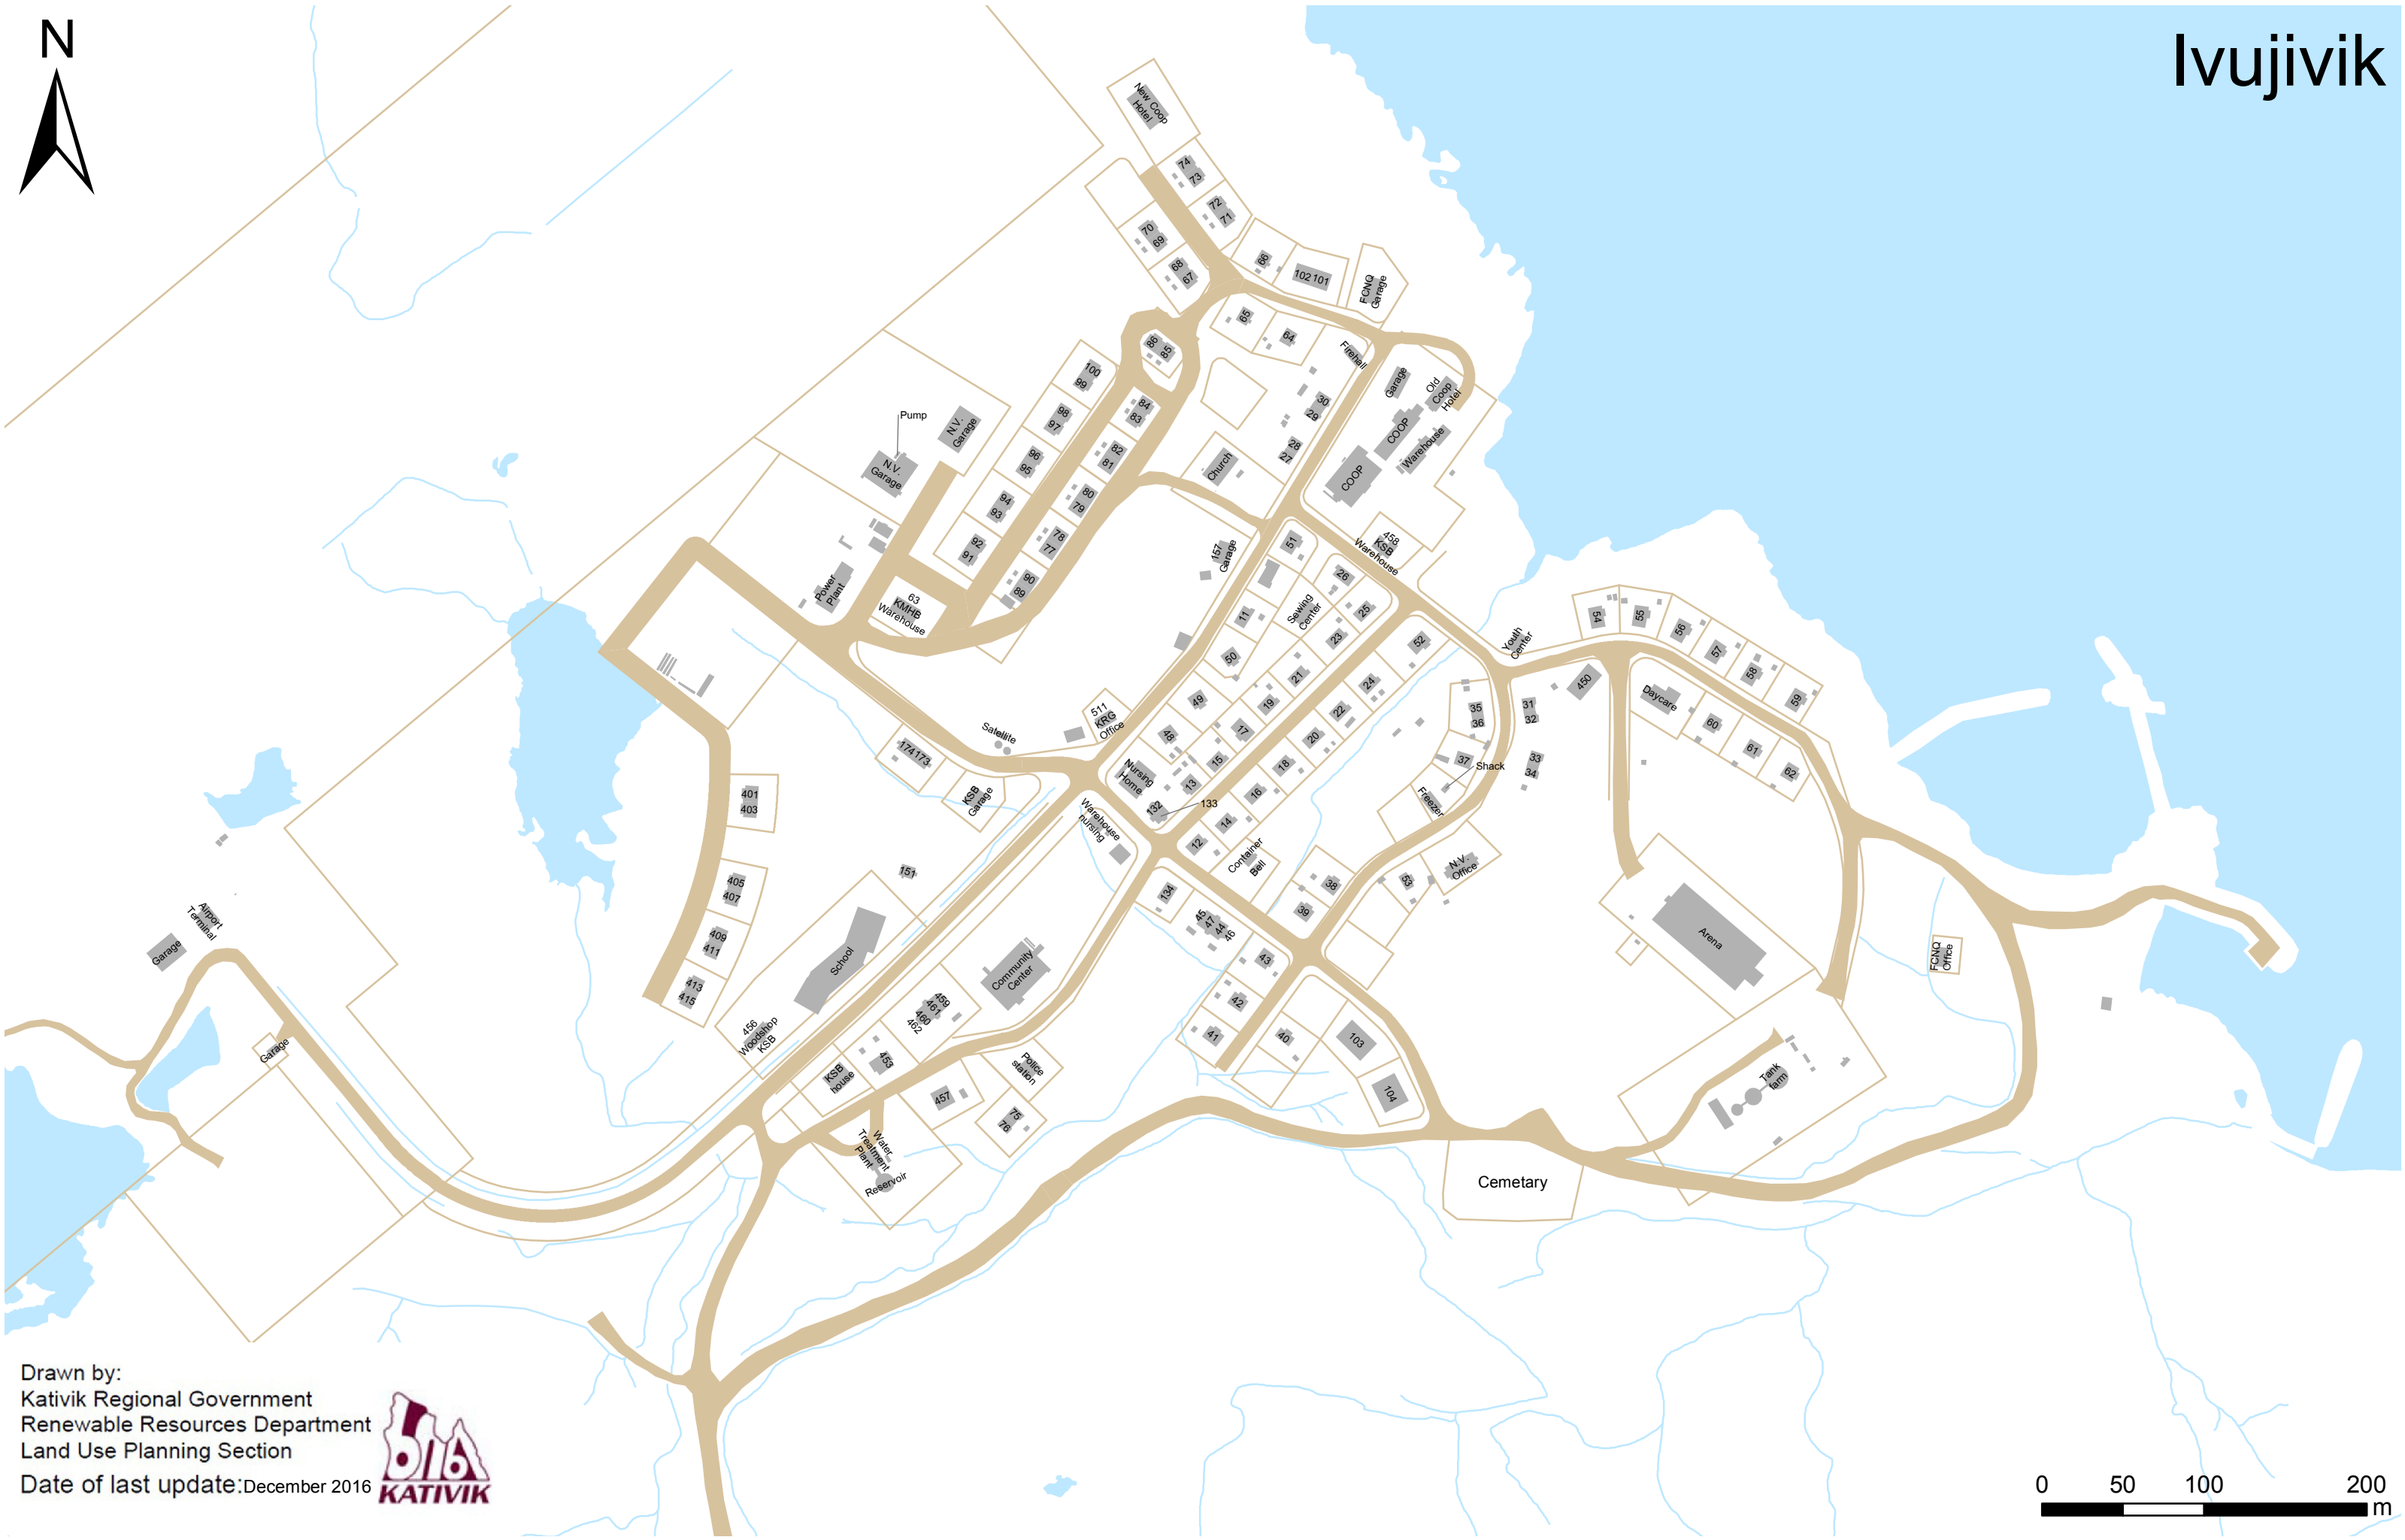 N
Ivujivik
New Coop
Hotel
74
73
72
71
70
69
68
67
66
102 101
FCNQ
Garage
65
64
Firehall
86
85
100
99
98
97
96
95
94
93
92
91
84
83
82
81
80
79
78
77
90
89
Pump
N.V.
Garage
N.V.
Garage
Power
Plant
63
KMHB
Warehouse
30
29
28
27
Church
Garage
Old
Coop
Hotel
COOP
Warehouse
COOP
458
KSB
Warehouse
157
Garage
51
26
Sewing
Center
25
11
23
50
21
49
19
48
17
15
13
52
24
22
20
18
16
14
12
Youth
Center
54
55
56
57
58
59
450
Daycare
60
61
62
35
36
31
32
33
34
37
Shack
Freezer
511
KRG
Office
Satellite
174 173
KSB
Garage
Nursing
Home
132
133
Warehouse
nursing
Container
Bell
401
403
405
407
409
411
413
415
151
School
456
Woodshop
KSB
Community
Center
459
461
460
462
453
KSB
house
457
Police
station
75
76
Water
Treatment
Plant
Reservoir
134
45
47
44
46
43
42
41
38
39
53
N.V.
Office
40
103
104
Arena
FCNQ
Office
Tank
farm
Cemetary
Airport
Terminal
Garage
Garage
Drawn by:
Kativik Regional Government
Renewable Resources Department
Land Use Planning Section
Date of last update: December 2016
KATIVIK
0 50 100 200
m